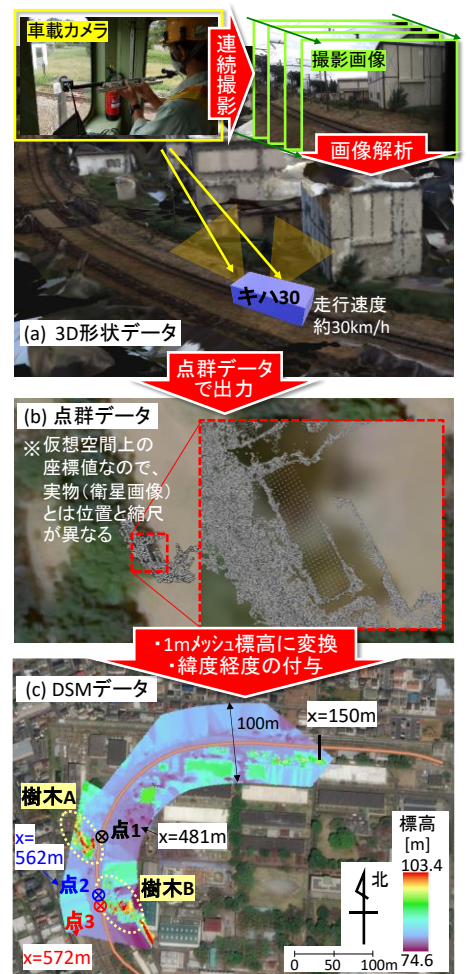 車載カメラ
連続撮影
撮影画像
画像解析
キハ30
走行速度
約30km/h
(a) 3D形状データ
点群データ
で出力
(b) 点群データ
※仮想空間上の
座標値なので、
実物(衛星画像)
とは位置と縮尺
が異なる
・1mメッシュ標高に変換
・緯度経度の付与
(c) DSMデータ
100m
x=150m
樹木A
点1
x=481m
x=
562m
点2
樹木B
点3
x=572m
標高
[m]
103.4
74.6
北
0 50 100m